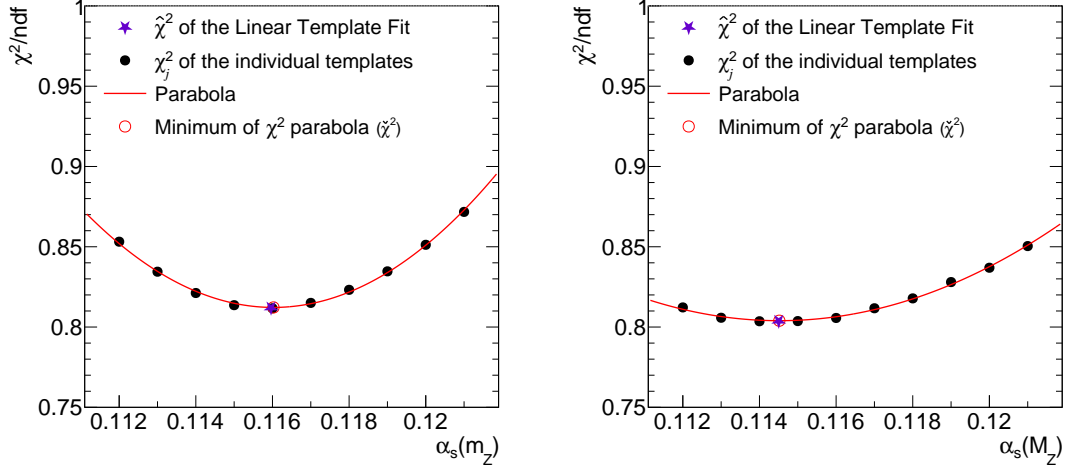 χ²/ndf
1
0.95
0.9
0.85
0.8
0.75
χ̂² of the Linear Template Fit
χ²ⱼ of the individual templates
Parabola
Minimum of χ² parabola (χ̌²)
0.112 0.114 0.116 0.118 0.12
αₛ(m_Z)
χ²/ndf
1
0.95
0.9
0.85
0.8
0.75
χ̂² of the Linear Template Fit
χ²ⱼ of the individual templates
Parabola
Minimum of χ² parabola (χ̌²)
0.112 0.114 0.116 0.118 0.12
αₛ(M_Z)